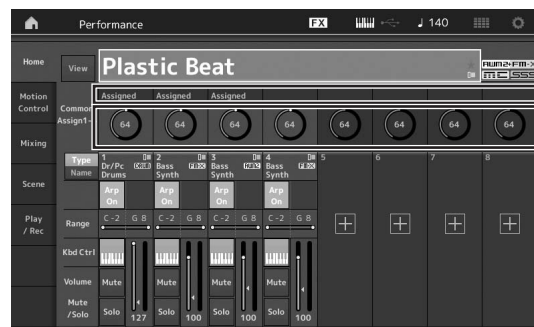 Performance FX 140
Home View Plastic Beat AWM2+FM-X
MC SSS
Motion Control Assigned Assigned Assigned
Common Assign1- 64 64 64 64 64 64 64 64
Mixing
Type 1 2 3 4 5 6 7 8
Name Dr/Pc Drums Bass Synth Bass Synth Bass Synth
Scene Arp On Arp On Arp On Arp On
Play / Rec Range C -2 G 8 C -2 G 8 C -2 G 8 C -2 G 8
Kbd Ctrl
Volume Mute Mute Mute Mute
Mute /Solo Solo 127 Solo 100 Solo 100 Solo 100